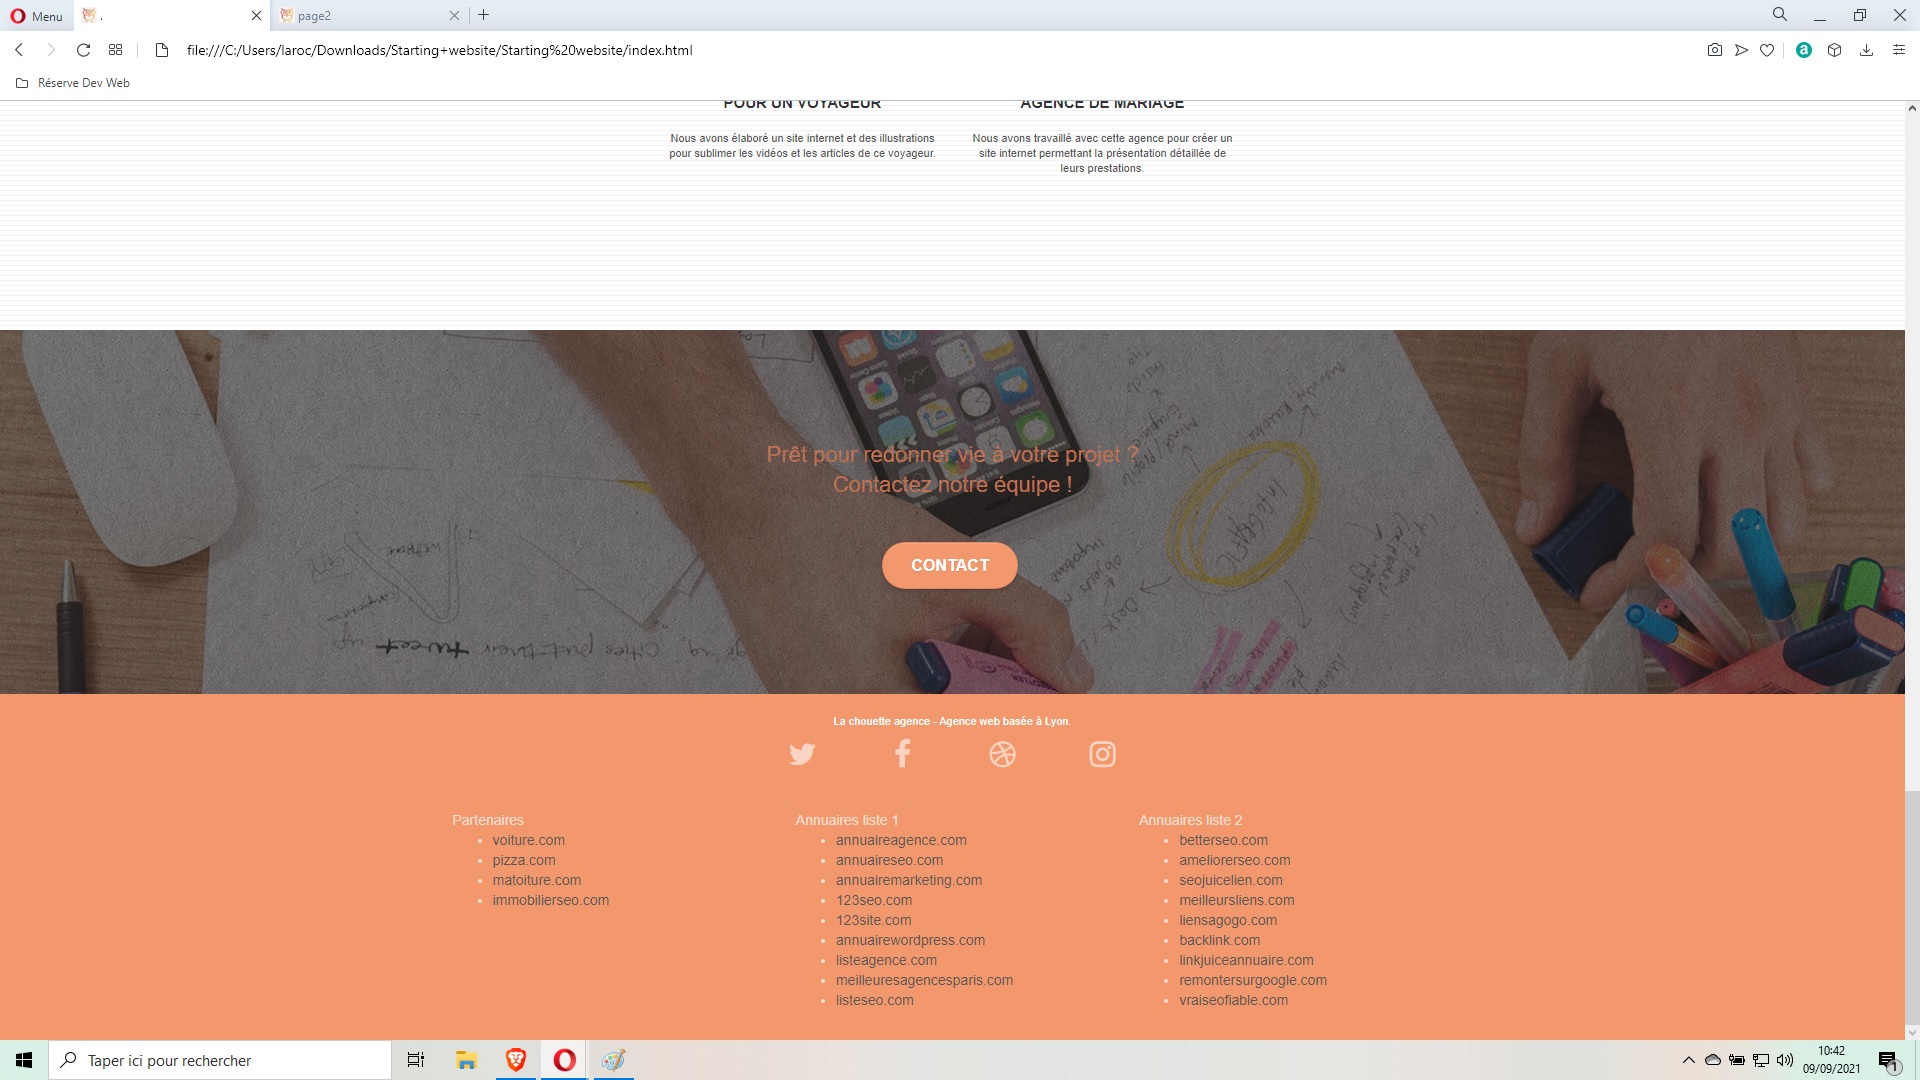 Menu
.
page2
file:///C:/Users/laroc/Downloads/Starting+website/Starting%20website/index.html
a
Réserve Dev Web
POUR UN VOYAGEUR
AGENCE DE MARIAGE
Nous avons élaboré un site internet et des illustrations
pour sublimer les vidéos et les articles de ce voyageur.
Nous avons travaillé avec cette agence pour créer un
site internet permettant la présentation détaillée de
leurs prestations.
Prêt pour redonner vie à votre projet ?
Contactez notre équipe !
CONTACT
tweet
La chouette agence - Agence web basée à Lyon.
Partenaires
voiture.com
pizza.com
matoiture.com
immobilierseo.com
Annuaires liste 1
annuaireagence.com
annuaireseo.com
annuairemarketing.com
123seo.com
123site.com
annuairewordpress.com
listeagence.com
meilleuresagencesparis.com
listeseo.com
Annuaires liste 2
betterseo.com
ameliorerseo.com
seojuicelien.com
meilleursliens.com
liensagogo.com
backlink.com
linkjuiceannuaire.com
remontersurgoogle.com
vraiseofiable.com
Taper ici pour rechercher
10:42
09/09/2021
1